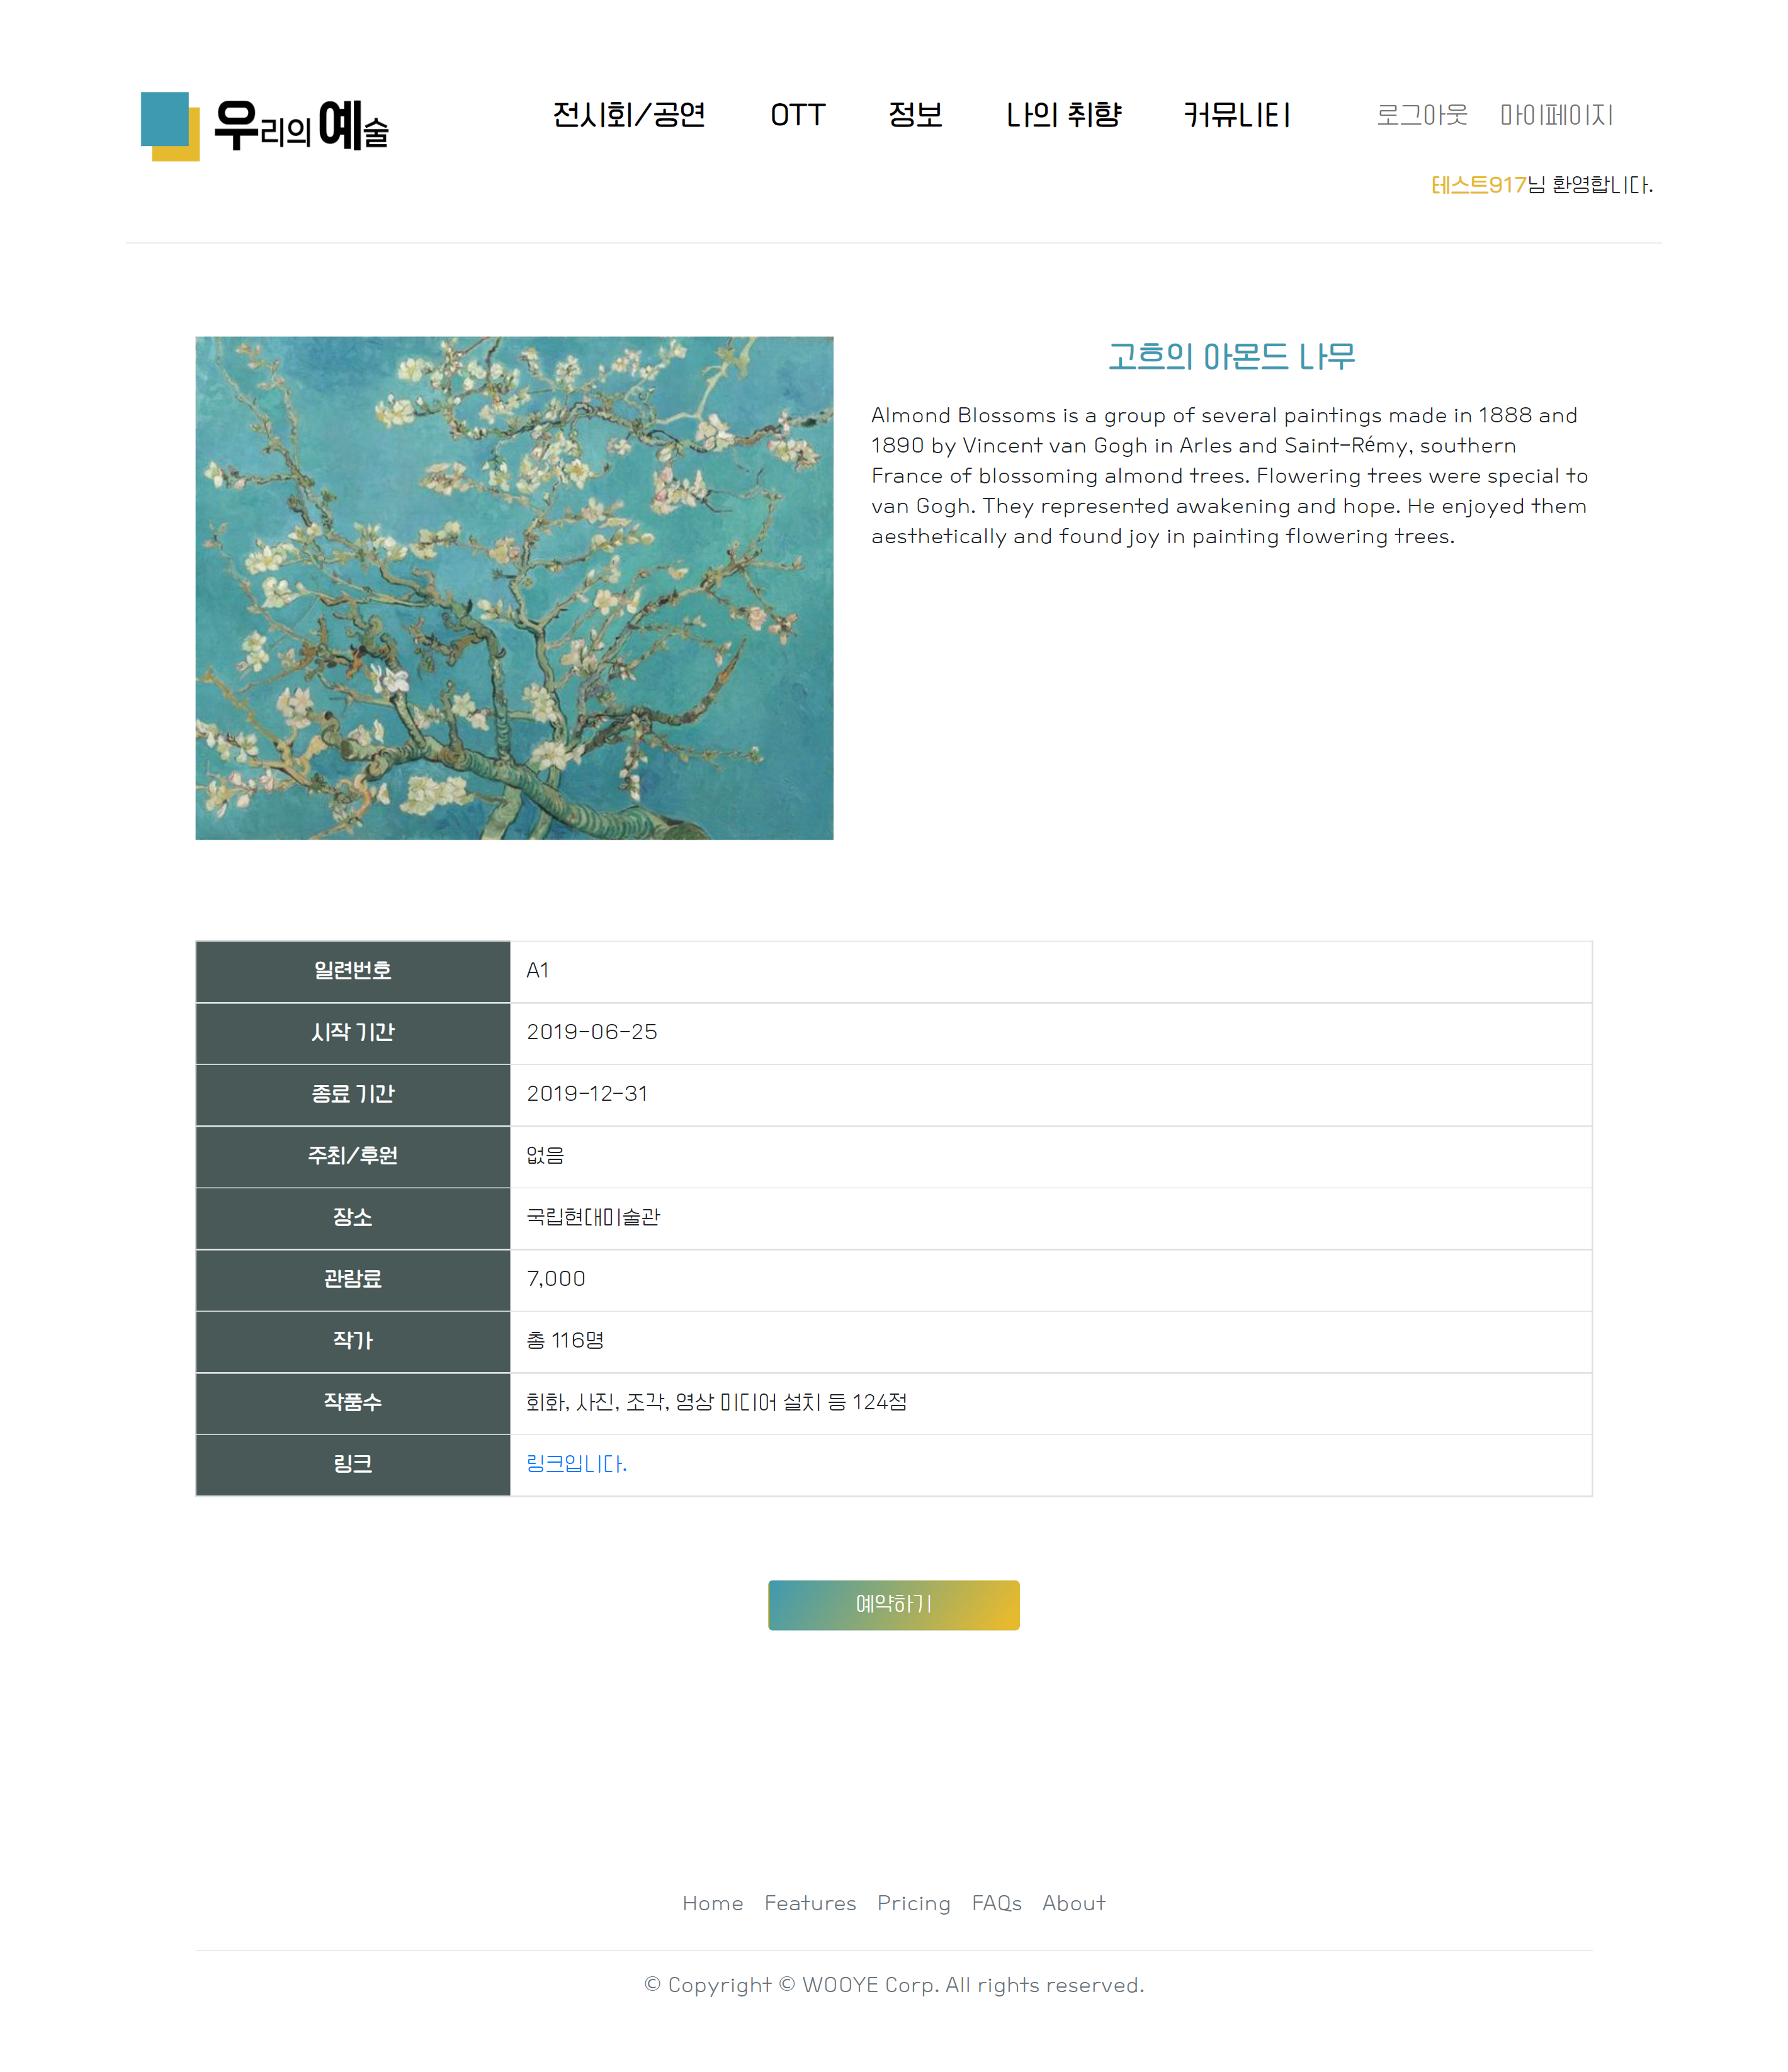 우리의 예술
전시회/공연 OTT 정보 나의 취향 커뮤니티 로그아웃 마이페이지
테스트917님 환영합니다.
고흐의 아몬드 나무
Almond Blossoms is a group of several paintings made in 1888 and
1890 by Vincent van Gogh in Arles and Saint-Rémy, southern
France of blossoming almond trees. Flowering trees were special to
van Gogh. They represented awakening and hope. He enjoyed them
aesthetically and found joy in painting flowering trees.
일련번호 A1
시작 기간 2019-06-25
종료 기간 2019-12-31
주최/후원 없음
장소 국립현대미술관
관람료 7,000
작가 총 116명
작품수 회화, 사진, 조각, 영상 미디어 설치 등 124점
링크 링크입니다.
예약하기
Home Features Pricing FAQs About
© Copyright © WOOYE Corp. All rights reserved.